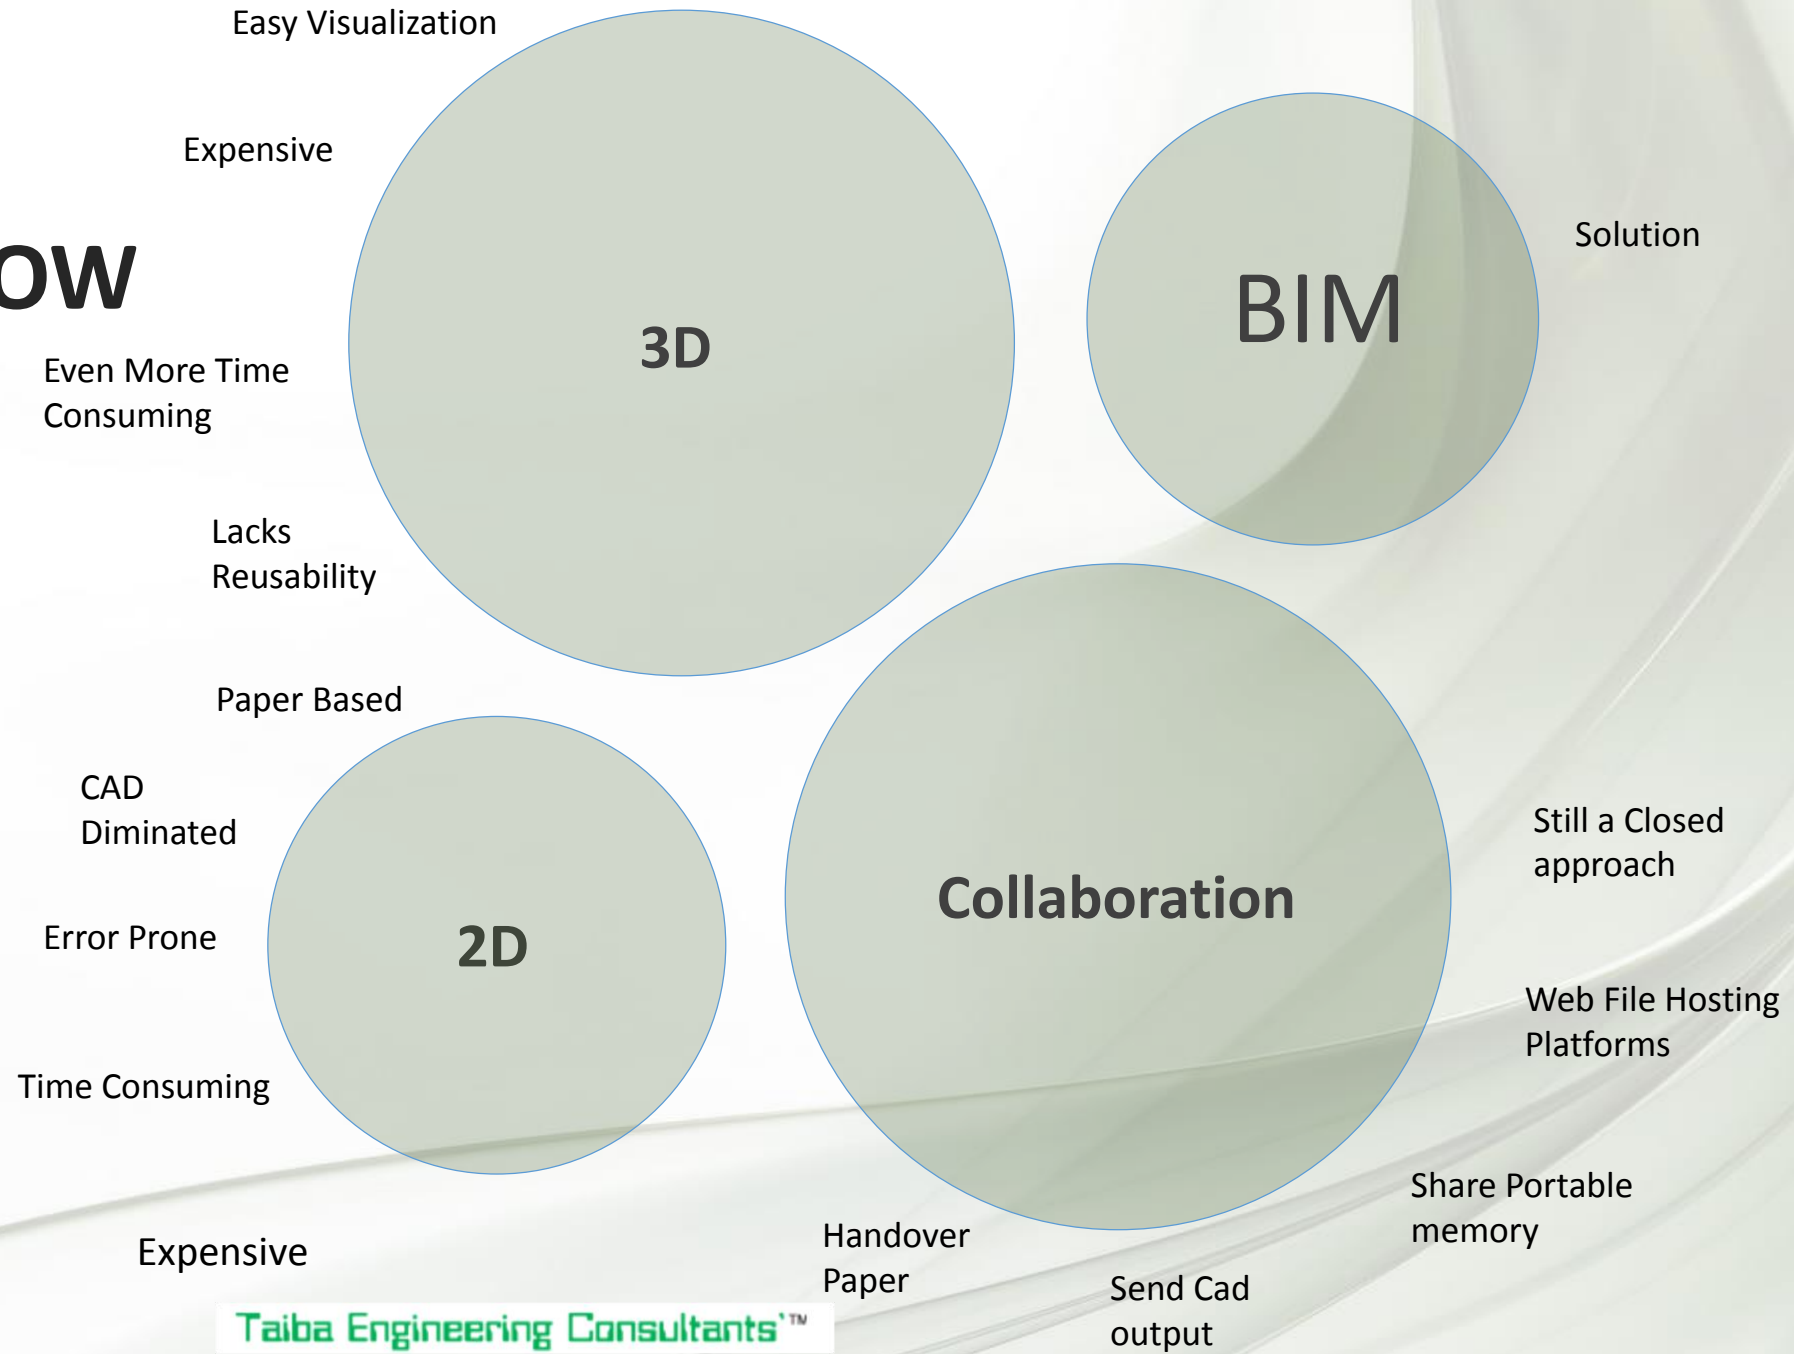 Easy Visualization
Expensive
OW
Even More Time
Consuming
Lacks
Reusability
3D
BIM
Solution
Paper Based
CAD
Diminated
Error Prone
Time Consuming
Expensive
2D
Collaboration
Still a Closed
approach
Web File Hosting
Platforms
Share Portable
memory
Send Cad
output
Handover
Paper
Taiba Engineering Consultants'™